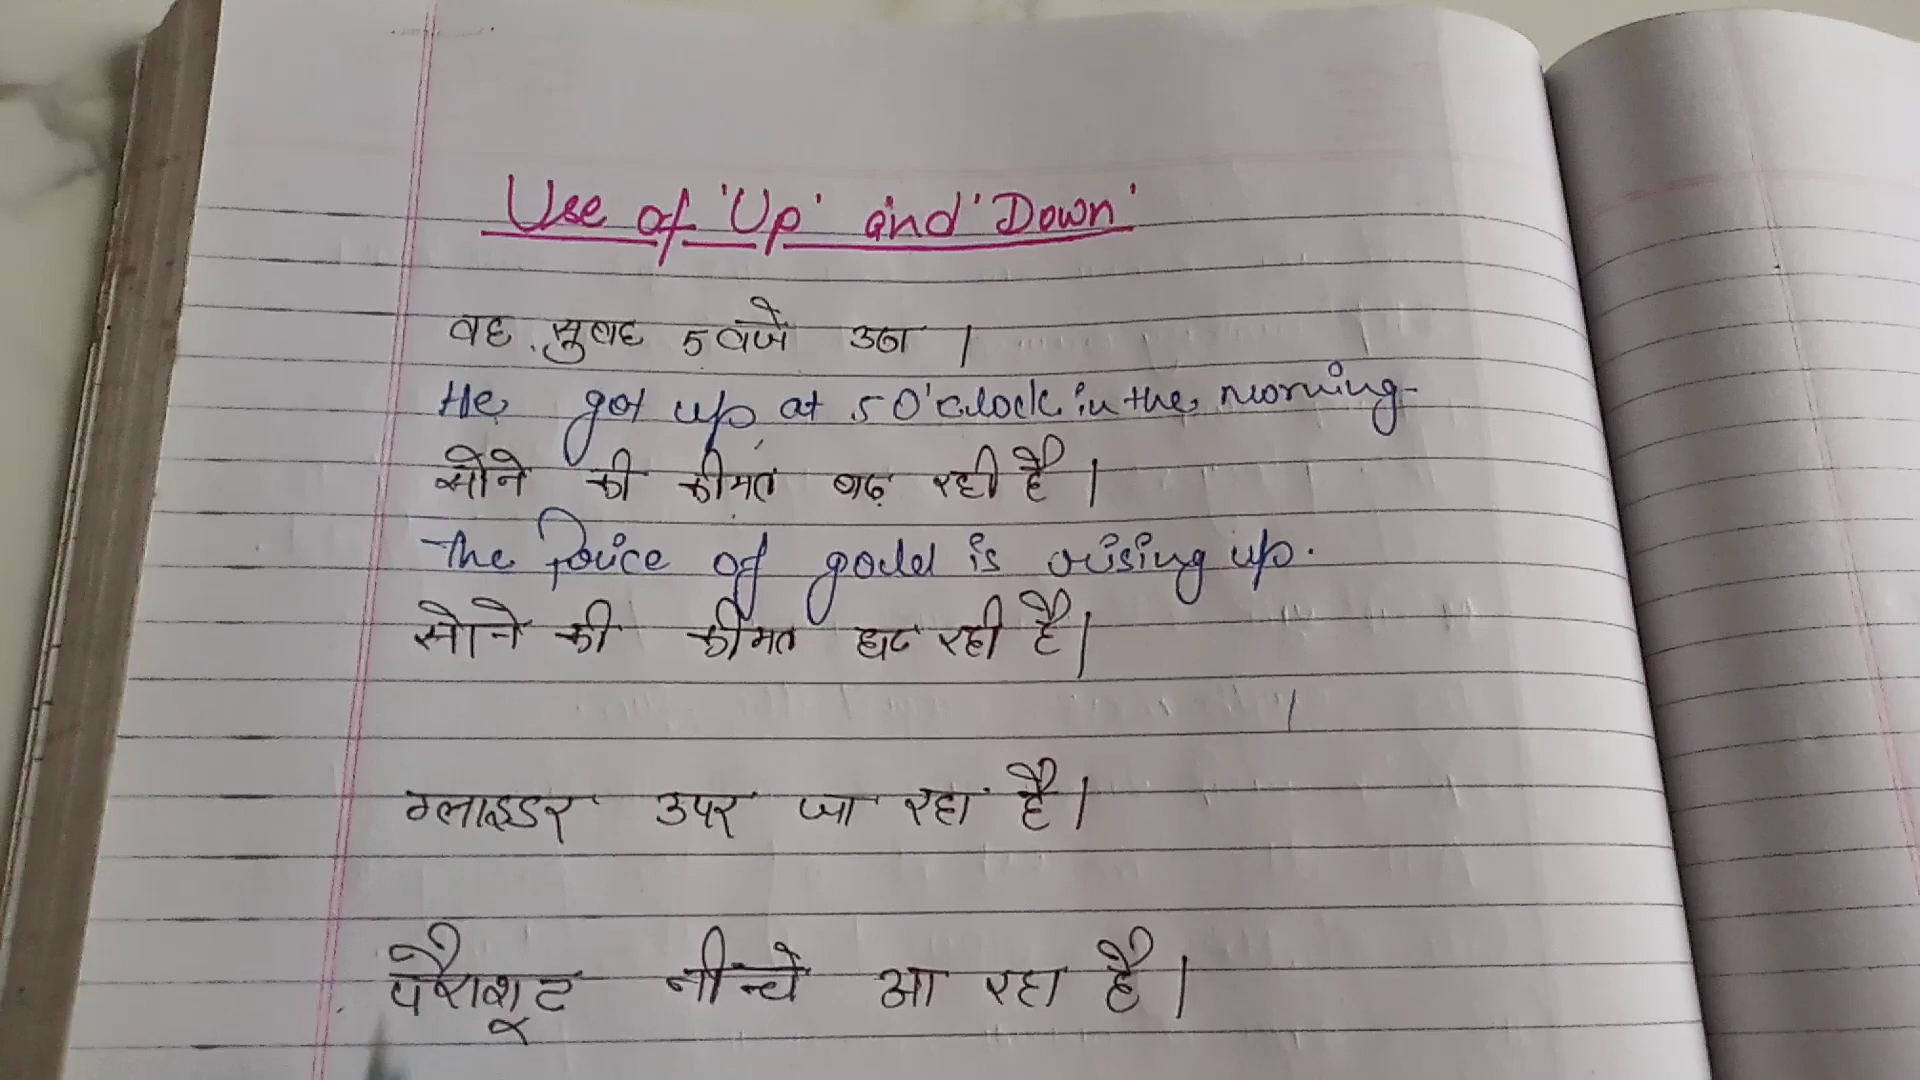 Use of 'Up' and 'Down'
वह सुबह 5 बजे उठा ।
He got up at 5 O'clock in the morning.
सोने की कीमत बढ़ रही है ।
The Price of gold is rising up.
सोने की कीमत घट रही है ।
ग्लाइडर उपर जा रहा है ।
पैराशूट नीचे आ रहा है ।